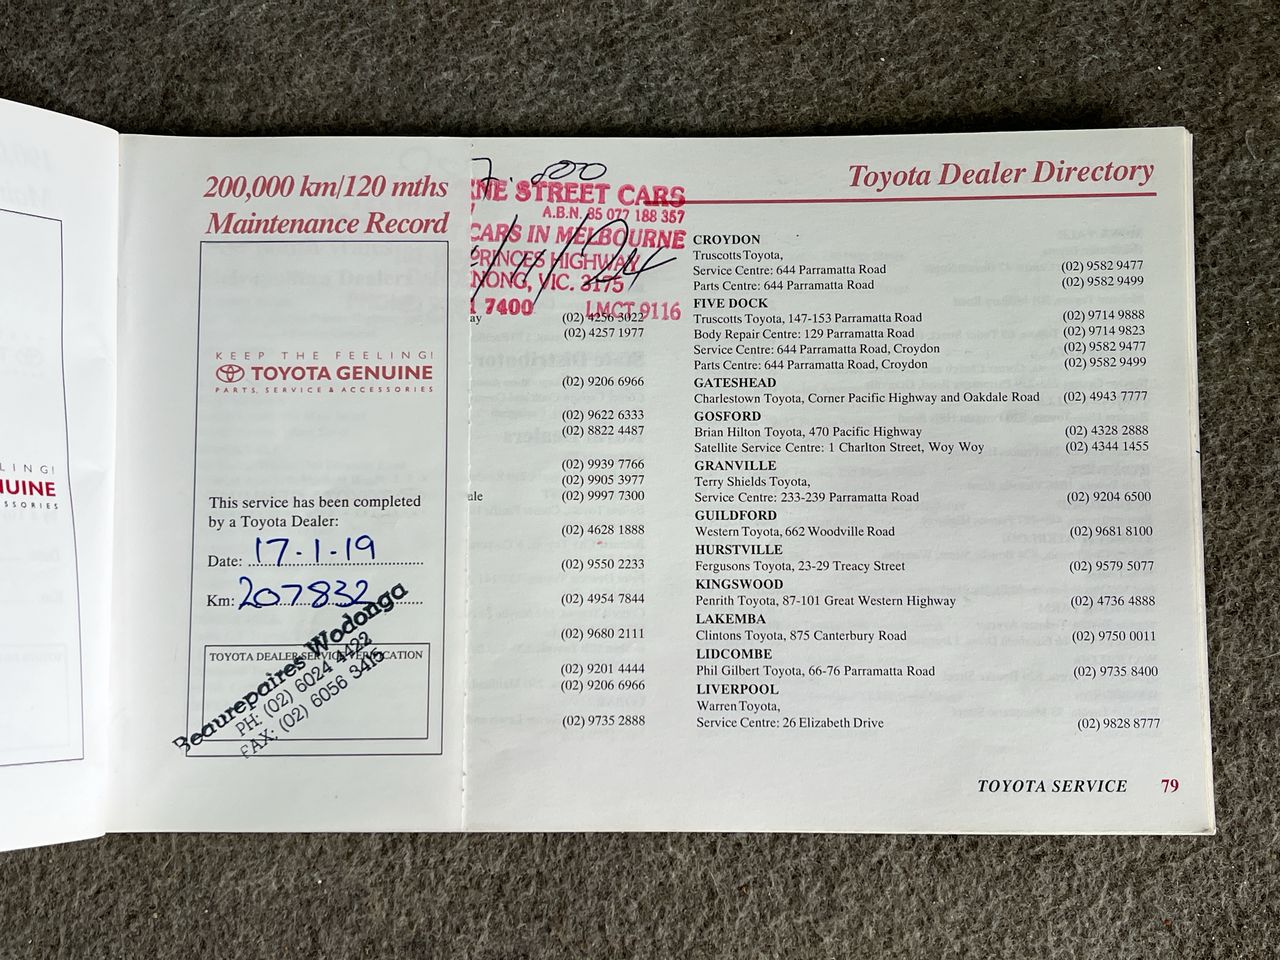 LING!
NUINE
SSORIES
200,000 km/120 mths
Maintenance Record
KEEP THE FEELING!
TOYOTA GENUINE
PARTS, SERVICE & ACCESSORIES
This service has been completed
by a Toyota Dealer:
Date: 17-1-19
Km: 207832
TOYOTA DEALER SERVICE VERIFICATION
Beaurepaires Wodonga
PH: (02) 6024 4422
FAX: (02) 6056 3415
7.800
NE STREET CARS
A.B.N. 85 077 188 357
CARS IN MELBOURNE
PRINCES HIGHWAY
NONG, VIC. 3175
1 7400 LMCT 9116
/11/24
ay (02) 4256 3022
(02) 4257 1977
(02) 9206 6966
(02) 9622 6333
(02) 8822 4487
(02) 9939 7766
(02) 9905 3977
ale (02) 9997 7300
(02) 4628 1888
(02) 9550 2233
(02) 4954 7844
(02) 9680 2111
(02) 9201 4444
(02) 9206 6966
(02) 9735 2888
Toyota Dealer Directory
CROYDON
Truscotts Toyota,
Service Centre: 644 Parramatta Road (02) 9582 9477
Parts Centre: 644 Parramatta Road (02) 9582 9499
FIVE DOCK
Truscotts Toyota, 147-153 Parramatta Road (02) 9714 9888
Body Repair Centre: 129 Parramatta Road (02) 9714 9823
Service Centre: 644 Parramatta Road, Croydon (02) 9582 9477
Parts Centre: 644 Parramatta Road, Croydon (02) 9582 9499
GATESHEAD
Charlestown Toyota, Corner Pacific Highway and Oakdale Road (02) 4943 7777
GOSFORD
Brian Hilton Toyota, 470 Pacific Highway (02) 4328 2888
Satellite Service Centre: 1 Charlton Street, Woy Woy (02) 4344 1455
GRANVILLE
Terry Shields Toyota,
Service Centre: 233-239 Parramatta Road (02) 9204 6500
GUILDFORD
Western Toyota, 662 Woodville Road (02) 9681 8100
HURSTVILLE
Fergusons Toyota, 23-29 Treacy Street (02) 9579 5077
KINGSWOOD
Penrith Toyota, 87-101 Great Western Highway (02) 4736 4888
LAKEMBA
Clintons Toyota, 875 Canterbury Road (02) 9750 0011
LIDCOMBE
Phil Gilbert Toyota, 66-76 Parramatta Road (02) 9735 8400
LIVERPOOL
Warren Toyota,
Service Centre: 26 Elizabeth Drive (02) 9828 8777
TOYOTA SERVICE 79